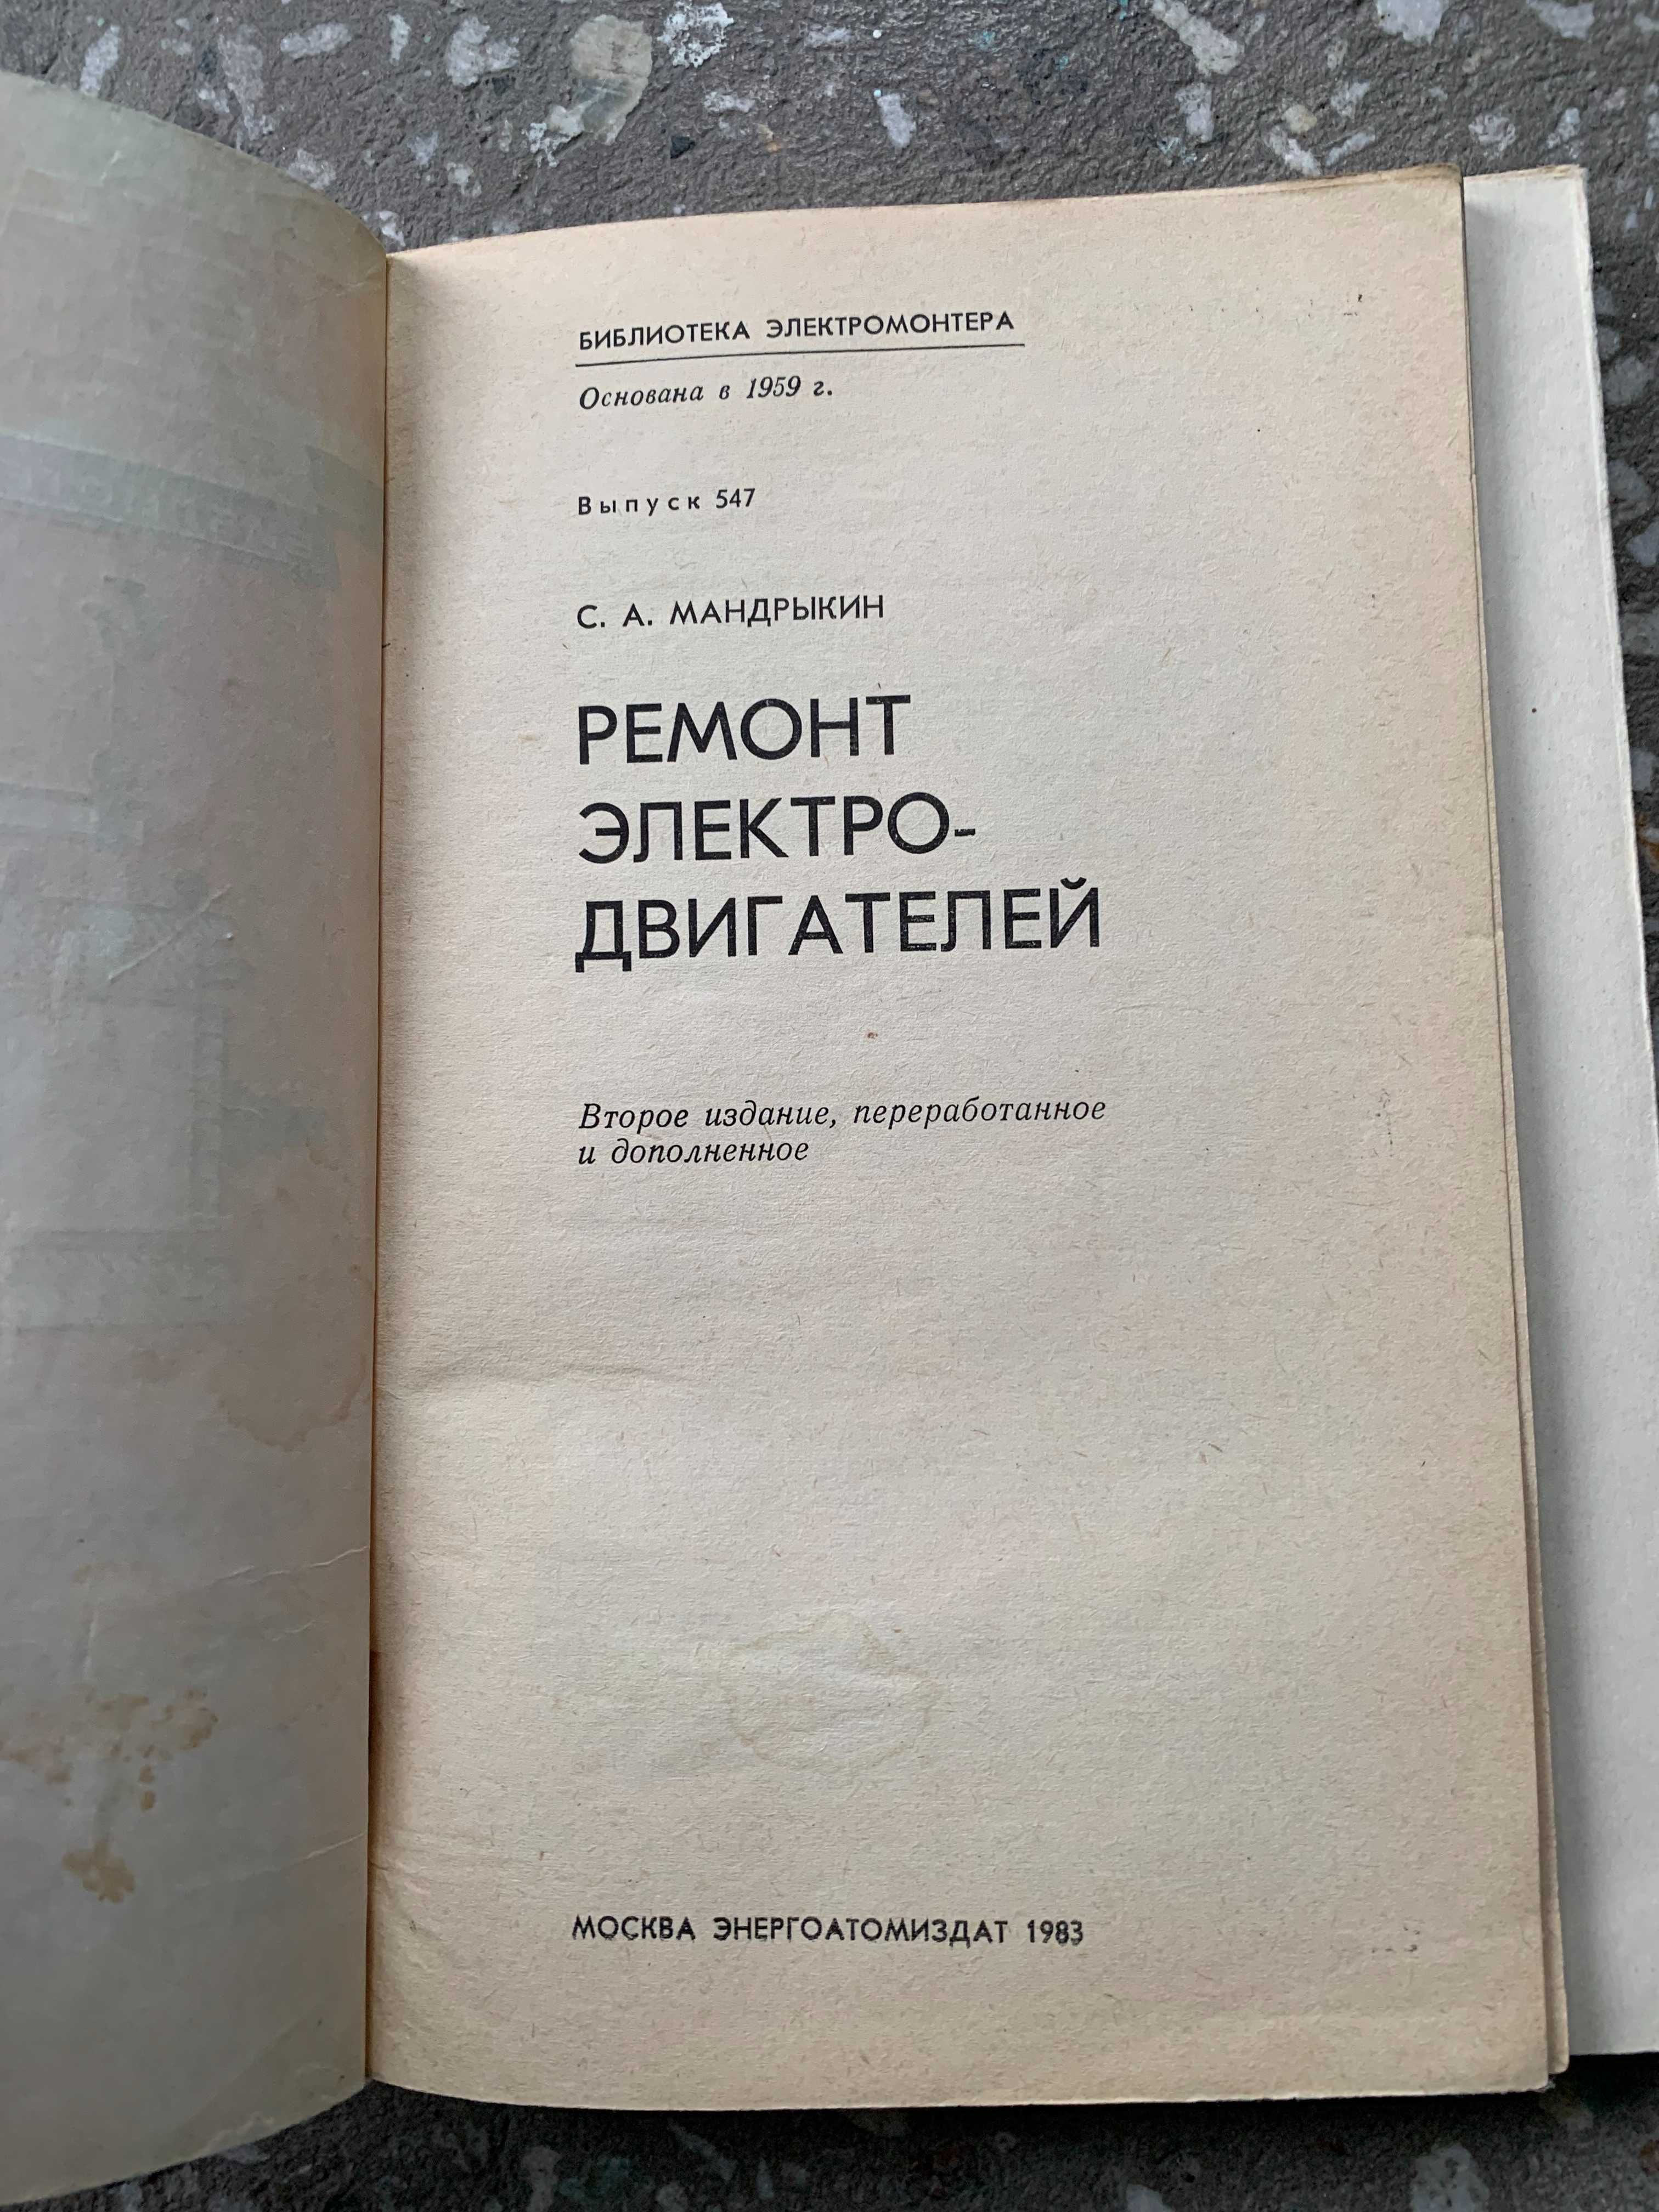 БИБЛИОТЕКА ЭЛЕКТРОМОНТЕРА
Основана в 1959 г.
Выпуск 547
С. А. МАНДРЫКИН
РЕМОНТ
ЭЛЕКТРО-
ДВИГАТЕЛЕЙ
Второе издание, переработанное
и дополненное
МОСКВА ЭНЕРГОАТОМИЗДАТ 1983